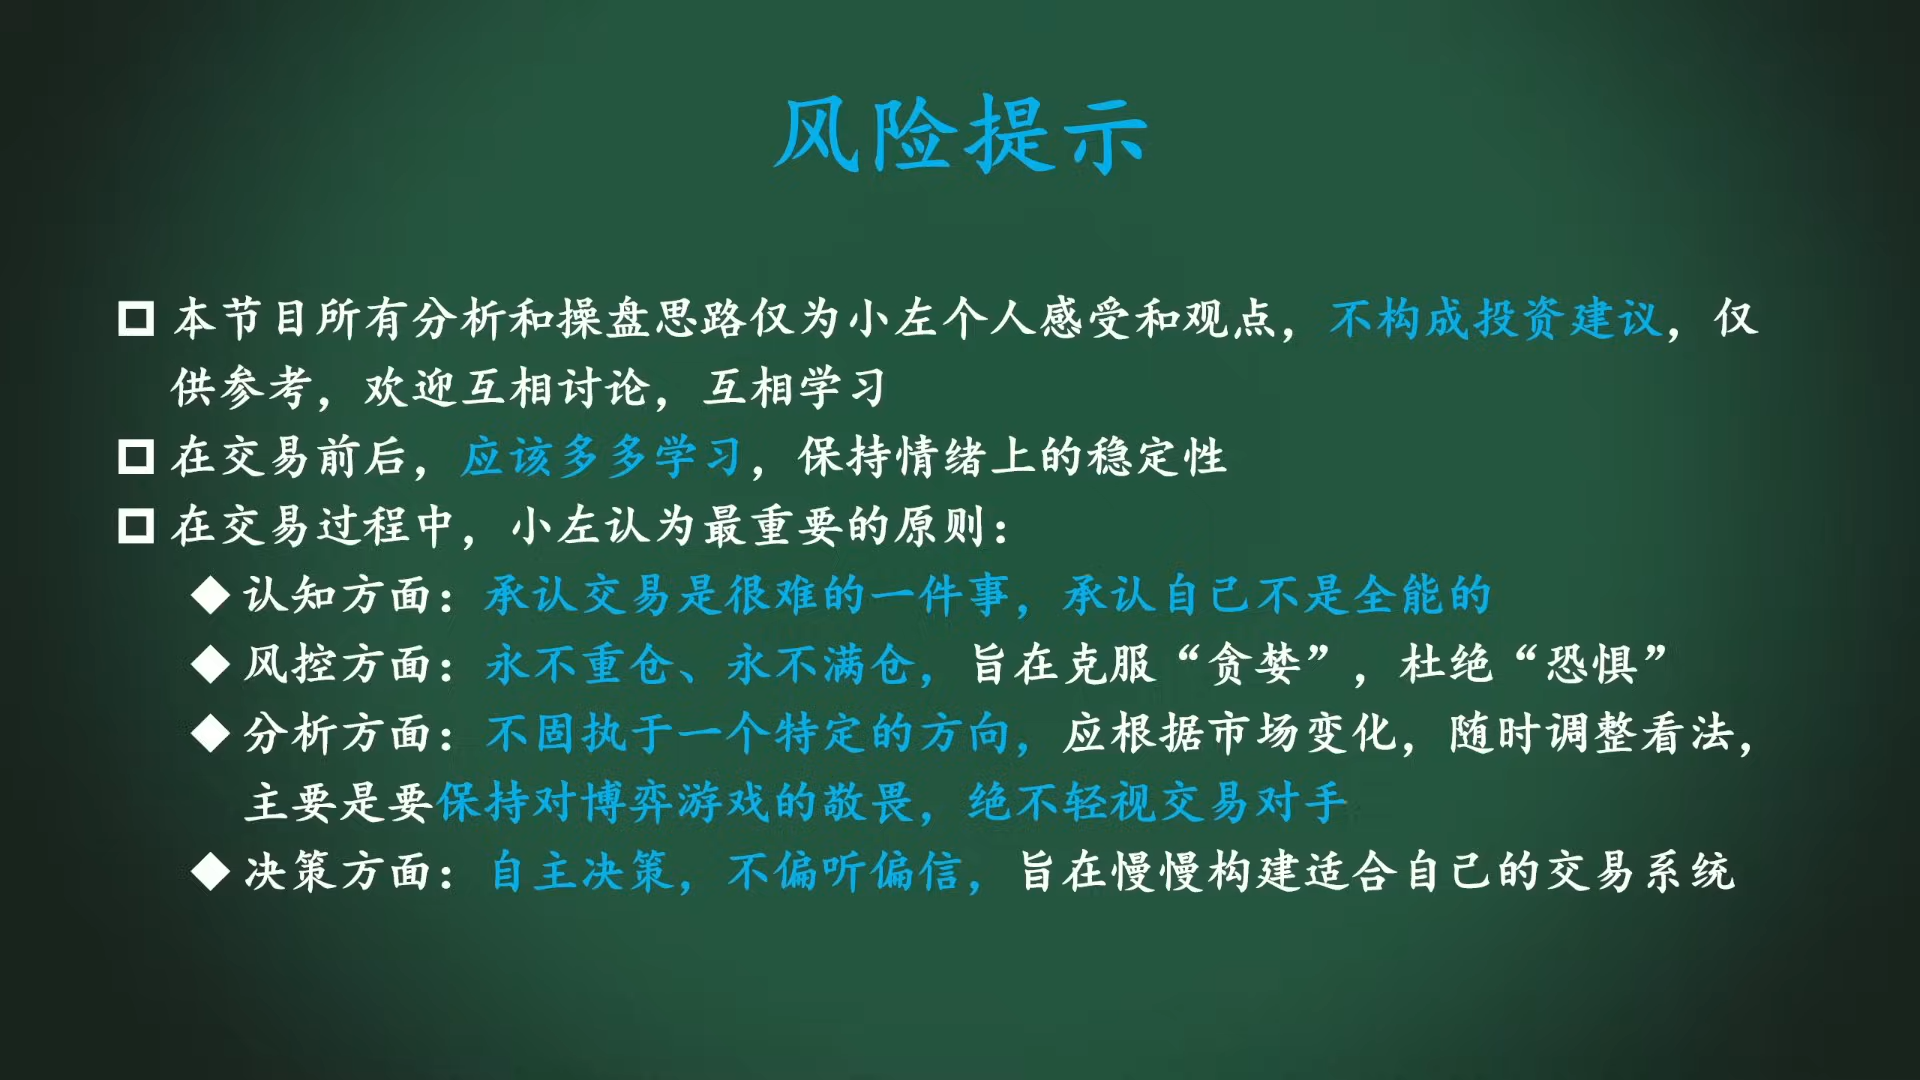 风险提示
本节目所有分析和操盘思路仅为小左个人感受和观点，不构成投资建议，仅
供参考，欢迎互相讨论，互相学习
在交易前后，应该多多学习，保持情绪上的稳定性
在交易过程中，小左认为最重要的原则：
认知方面：承认交易是很难的一件事，承认自己不是全能的
风控方面：永不重仓、永不满仓，旨在克服“贪婪”，杜绝“恐惧”
分析方面：不固执于一个特定的方向，应根据市场变化，随时调整看法，
主要是要保持对博弈游戏的敬畏，绝不轻视交易对手
决策方面：自主决策，不偏听偏信，旨在慢慢构建适合自己的交易系统